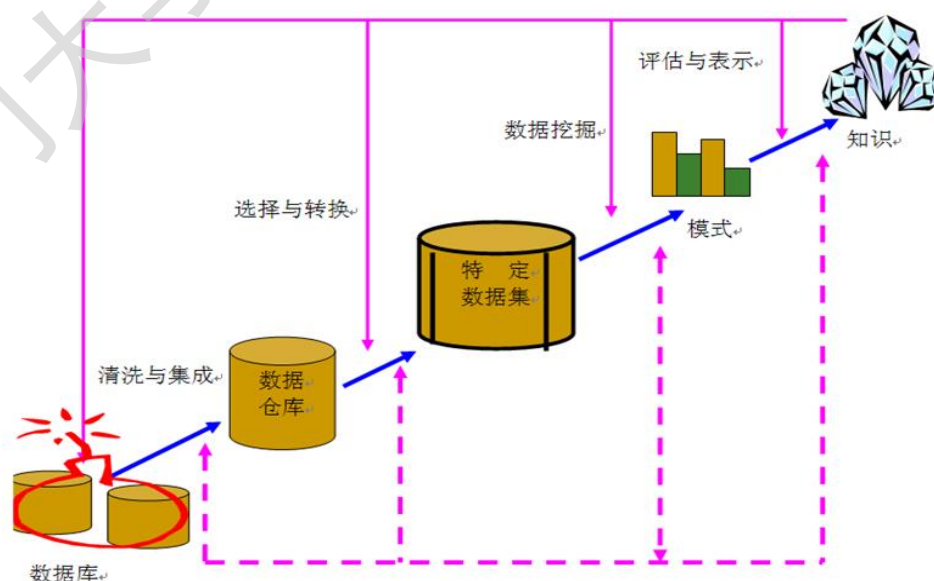 评估与表示
知识
数据挖掘
模式
选择与转换
特 定
数据集
清洗与集成
数据
仓库
数据库